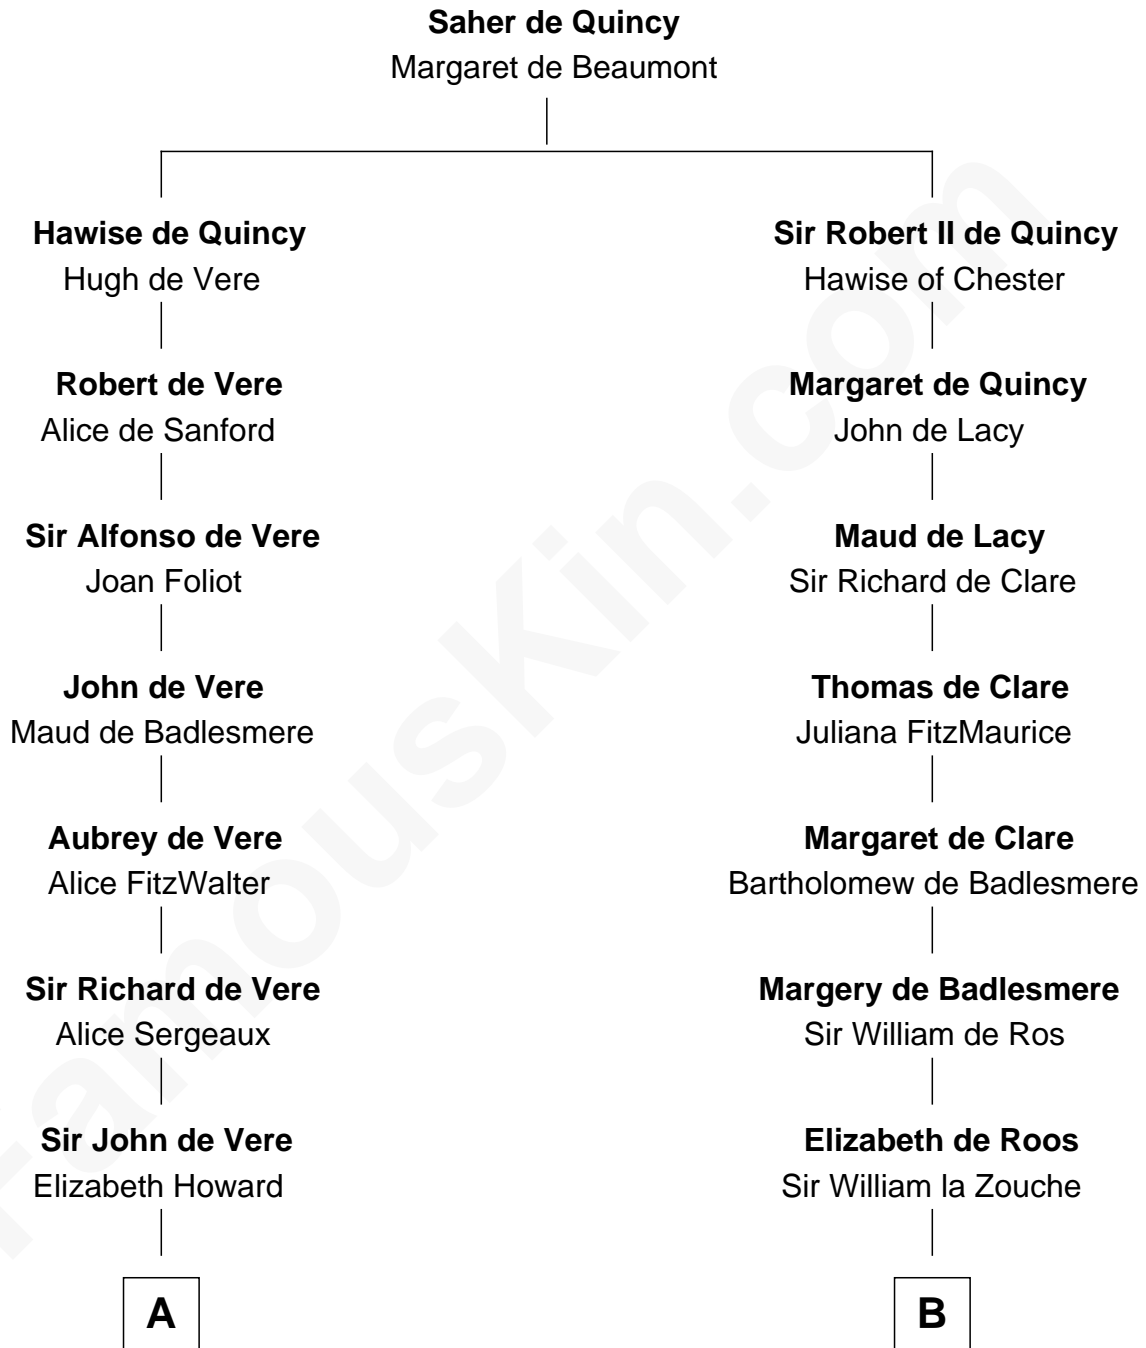 Saher de Quincy
Margaret de Beaumont
Hawise de Quincy
Hugh de Vere
Sir Robert II de Quincy
Hawise of Chester
Robert de Vere
Alice de Sanford
Margaret de Quincy
John de Lacy
Sir Alfonso de Vere
Joan Foliot
Maud de Lacy
Sir Richard de Clare
John de Vere
Maud de Badlesmere
Thomas de Clare
Juliana FitzMaurice
Aubrey de Vere
Alice FitzWalter
Margaret de Clare
Bartholomew de Badlesmere
Sir Richard de Vere
Alice Sergeaux
Margery de Badlesmere
Sir William de Ros
Sir John de Vere
Elizabeth Howard
Elizabeth de Roos
Sir William la Zouche
A
B
FamousKin.com